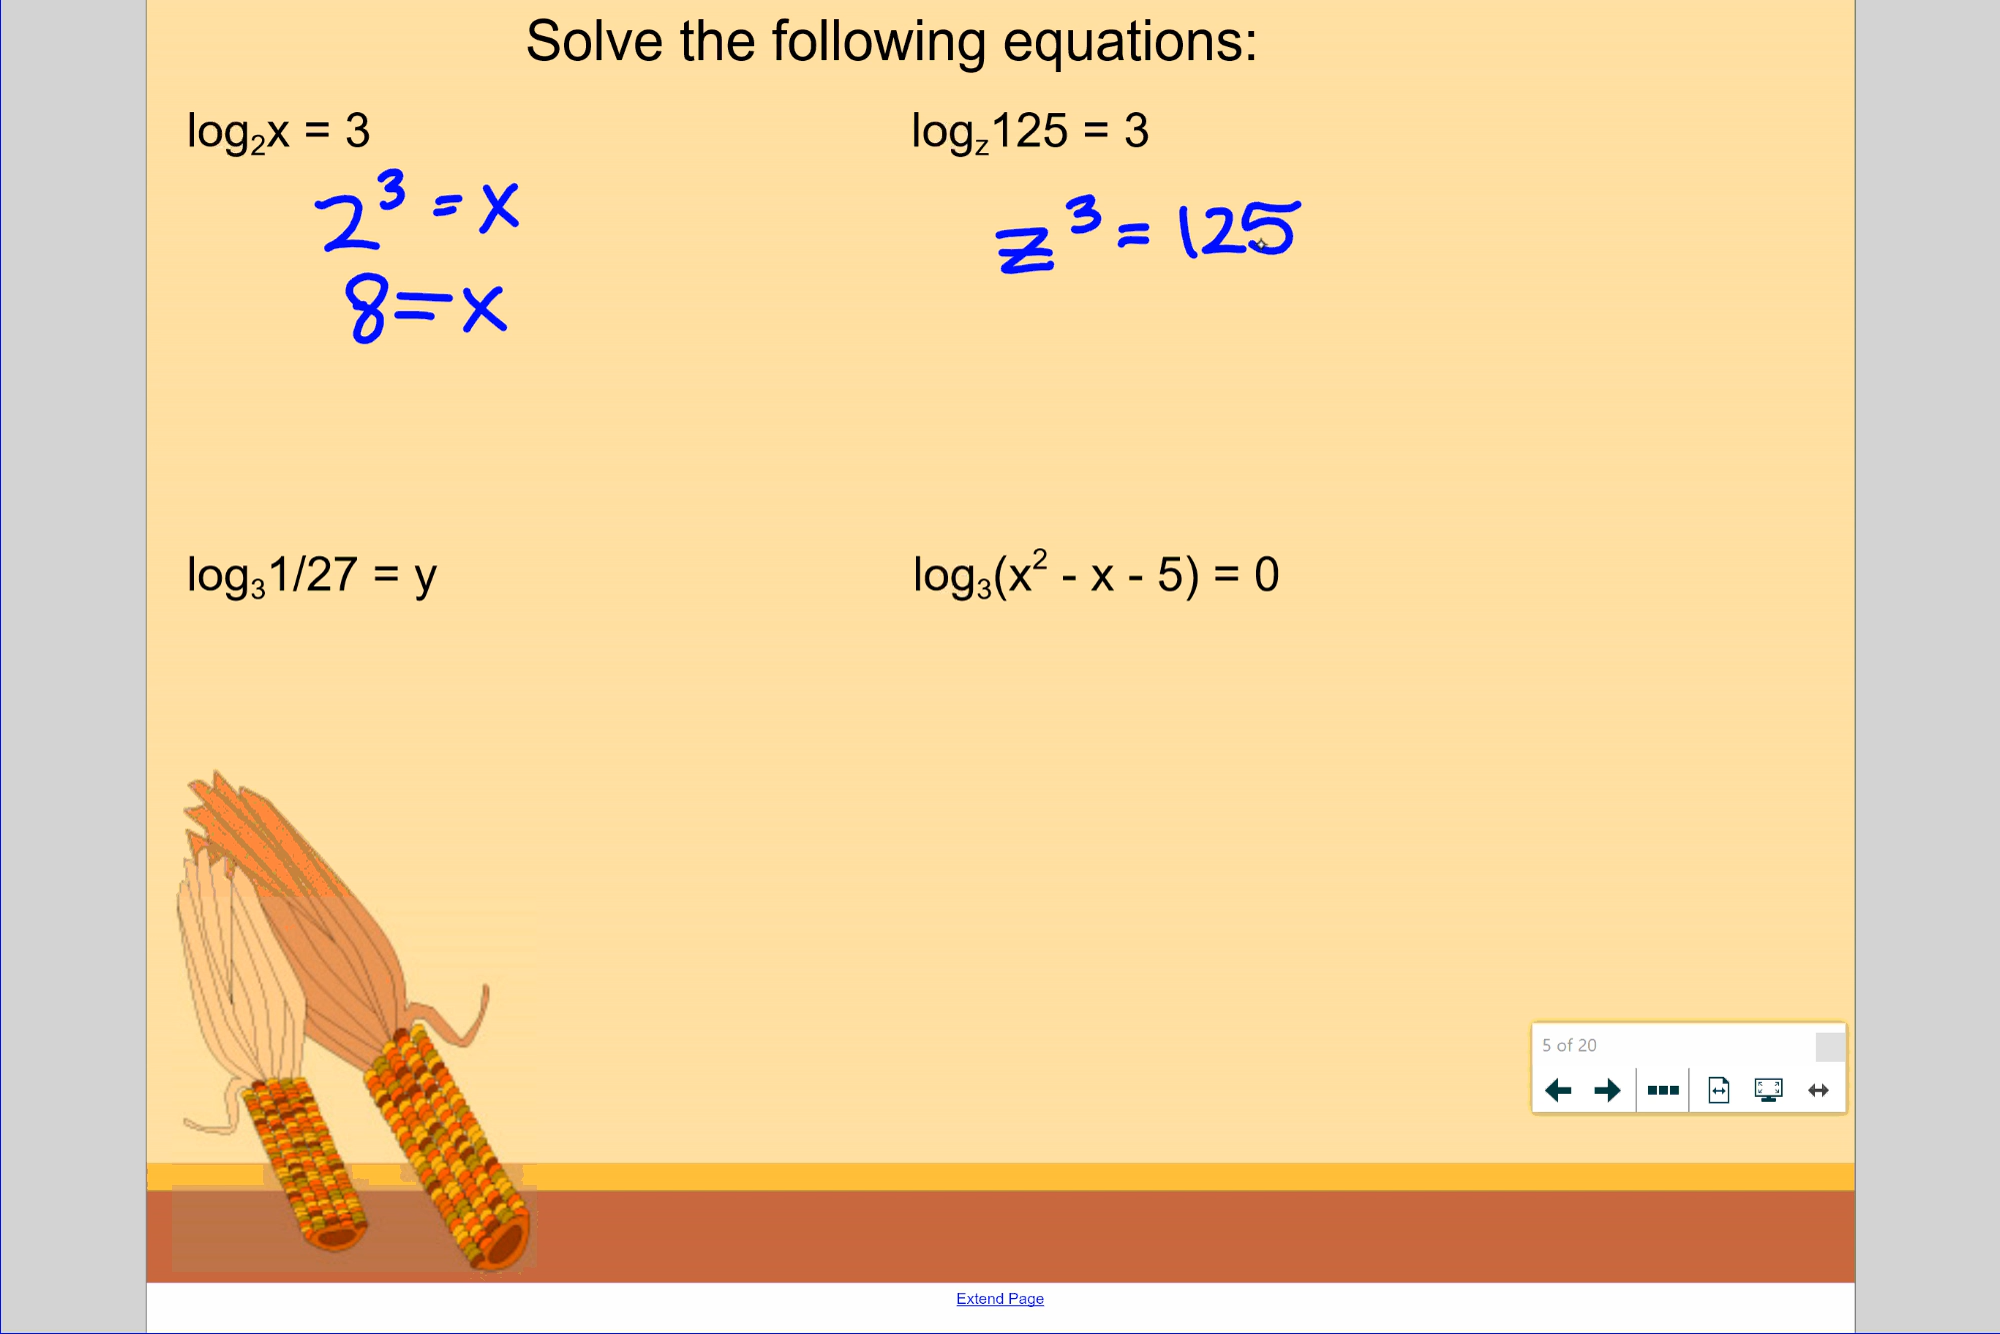 Solve the following equations:
log₂x = 3
2³ = x
8 = x
log_z125 = 3
z³ = 125
log₃1/27 = y
log₃(x² - x - 5) = 0
5 of 20
Extend Page